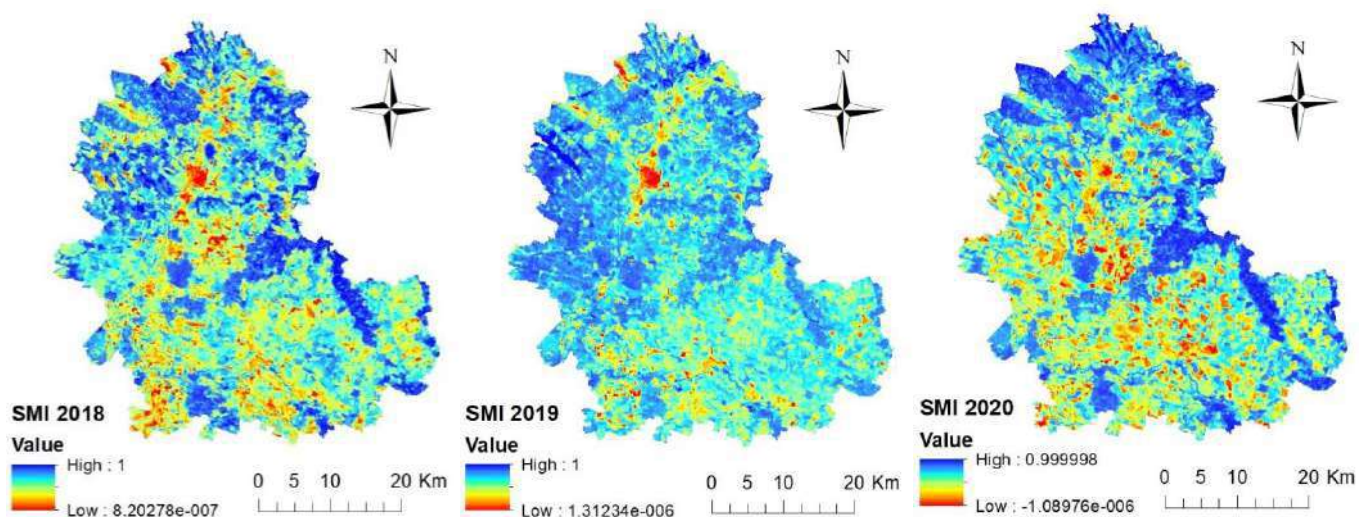 N
N
N
SMI 2018
Value
High : 1
Low : 8.20278e-007
0 5 10 20 Km
SMI 2019
Value
High : 1
Low : 1.31234e-006
0 5 10 20 Km
SMI 2020
Value
High : 0.999998
Low : -1.08976e-006
0 5 10 20 Km